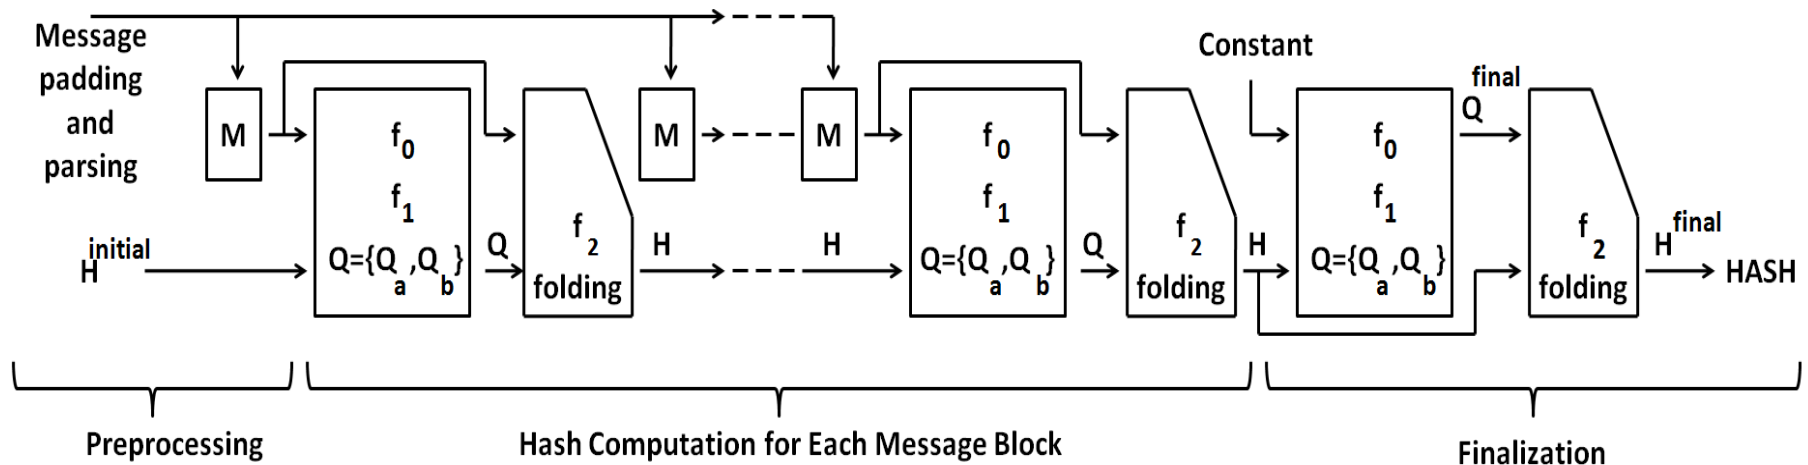 Message
padding
and
parsing
H initial
M
f0
f1
Q={Qa,Qb}
Q
f2
folding
H
M
H
M
f0
f1
Q={Qa,Qb}
Q
f2
folding
H
Constant
f0
f1
Q={Qa,Qb}
Q final
f2
folding
H final
HASH
Preprocessing
Hash Computation for Each Message Block
Finalization